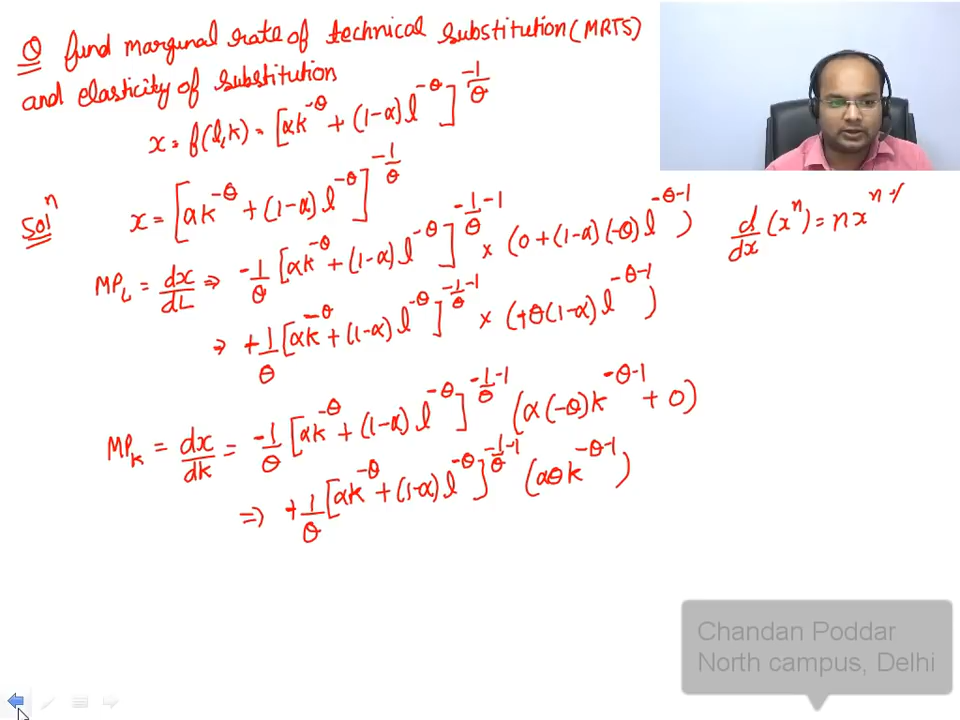 Q fund marginal rate of technical substitution (MRTS)
and elasticity of substitution
x = f(l,k) = [αk^-θ + (1-α) l^-θ]^-1/θ
Solⁿ x = [αk^-θ + (1-α) l^-θ]^-1/θ
MP_L = dx/dL ⇒ -1/θ [αk^-θ + (1-α) l^-θ]^-1/θ-1 × (0 + (1-α) (-θ) l^-θ-1) d/dx (x^n) = n x^n-1
⇒ +1/θ [αk^-θ + (1-α) l^-θ]^-1/θ-1 × (+θ(1-α) l^-θ-1)
MP_K = dx/dk = -1/θ [αk^-θ + (1-α) l^-θ]^-1/θ-1 (α(-θ) k^-θ-1 + 0)
⇒ +1/θ [αk^-θ + (1-α) l^-θ]^-1/θ-1 (αθk^-θ-1)
Chandan Poddar
North campus, Delhi